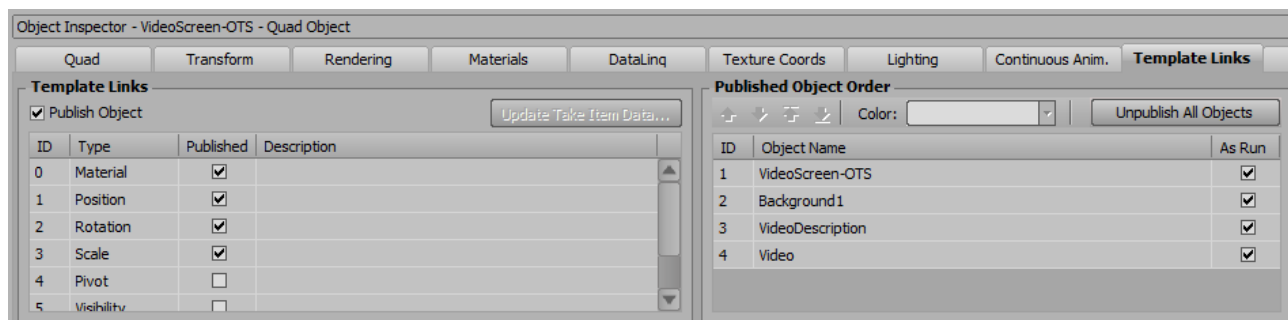 Object Inspector - VideoScreen-OTS - Quad Object
Quad Transform Rendering Materials DataLinq Texture Coords Lighting Continuous Anim. Template Links
Template Links
Publish Object Update Take Item Data...
ID Type Published Description
0 Material
1 Position
2 Rotation
3 Scale
4 Pivot
5 Visibility
Published Object Order
Color: Unpublish All Objects
ID Object Name As Run
1 VideoScreen-OTS
2 Background1
3 VideoDescription
4 Video